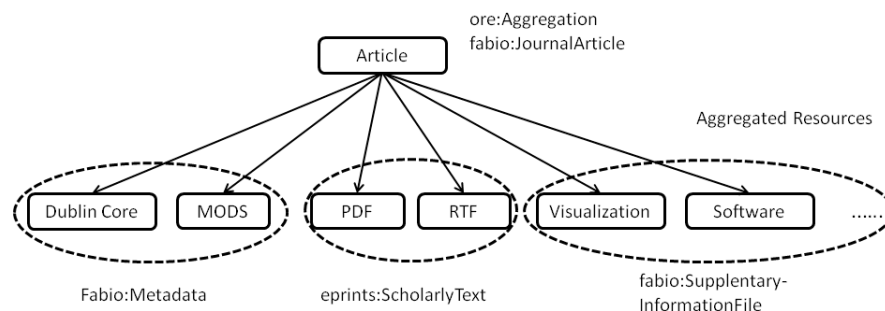 ore:Aggregation
fabio:JournalArticle
Article
Aggregated Resources
Dublin Core
MODS
PDF
RTF
Visualization
Software
......
Fabio:Metadata
eprints:ScholarlyText
fabio:Supplentary-
InformationFile